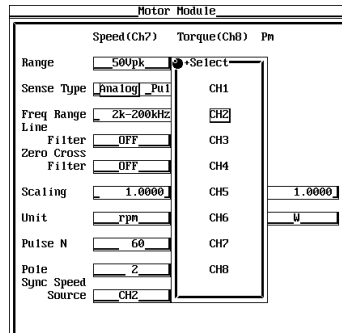 Motor Module
Speed(Ch7) Torque(Ch8) Pm
Range 50Vpk
+Select
Sense Type Analog Pul
CH1
Freq Range 2k-200kHz
CH2
Line
Filter OFF
CH3
Zero Cross
Filter OFF
CH4
Scaling 1.0000
CH5
1.0000
Unit rpm
CH6
W
Pulse N 60
CH7
Pole 2
CH8
Sync Speed
Source CH2